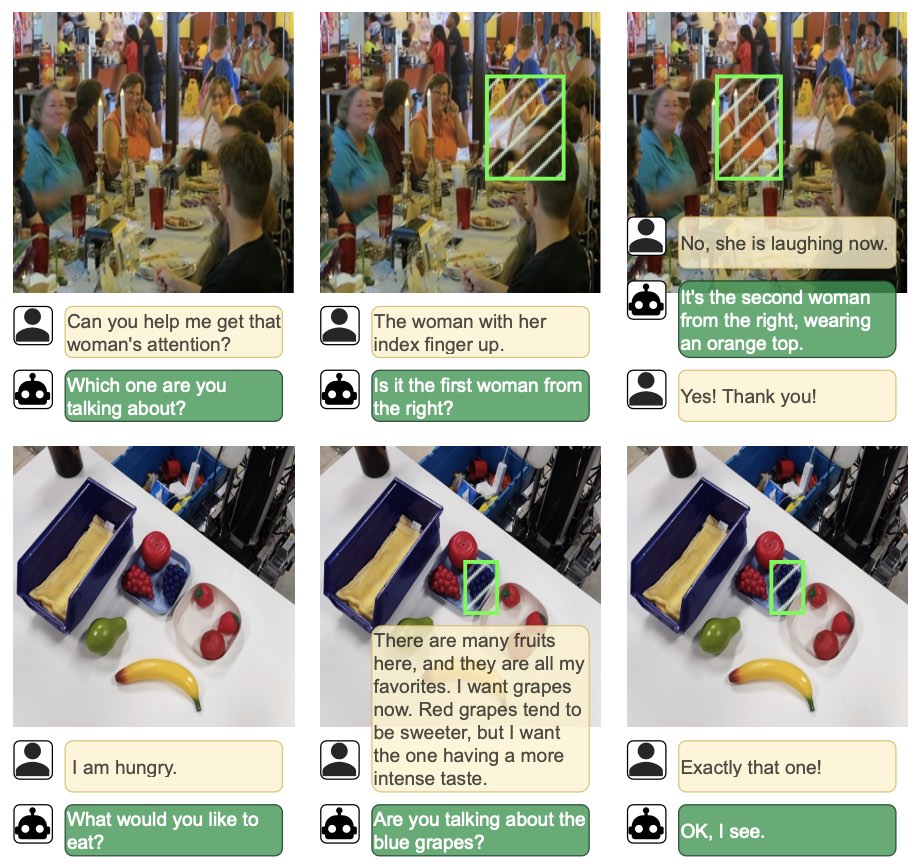 Can you help me get that
woman's attention?
Which one are you
talking about?
The woman with her
index finger up.
Is it the first woman from
the right?
No, she is laughing now.
It's the second woman
from the right, wearing
an orange top.
Yes! Thank you!
I am hungry.
What would you like to
eat?
There are many fruits
here, and they are all my
favorites. I want grapes
now. Red grapes tend to
be sweeter, but I want
the one having a more
intense taste.
Are you talking about the
blue grapes?
Exactly that one!
OK, I see.